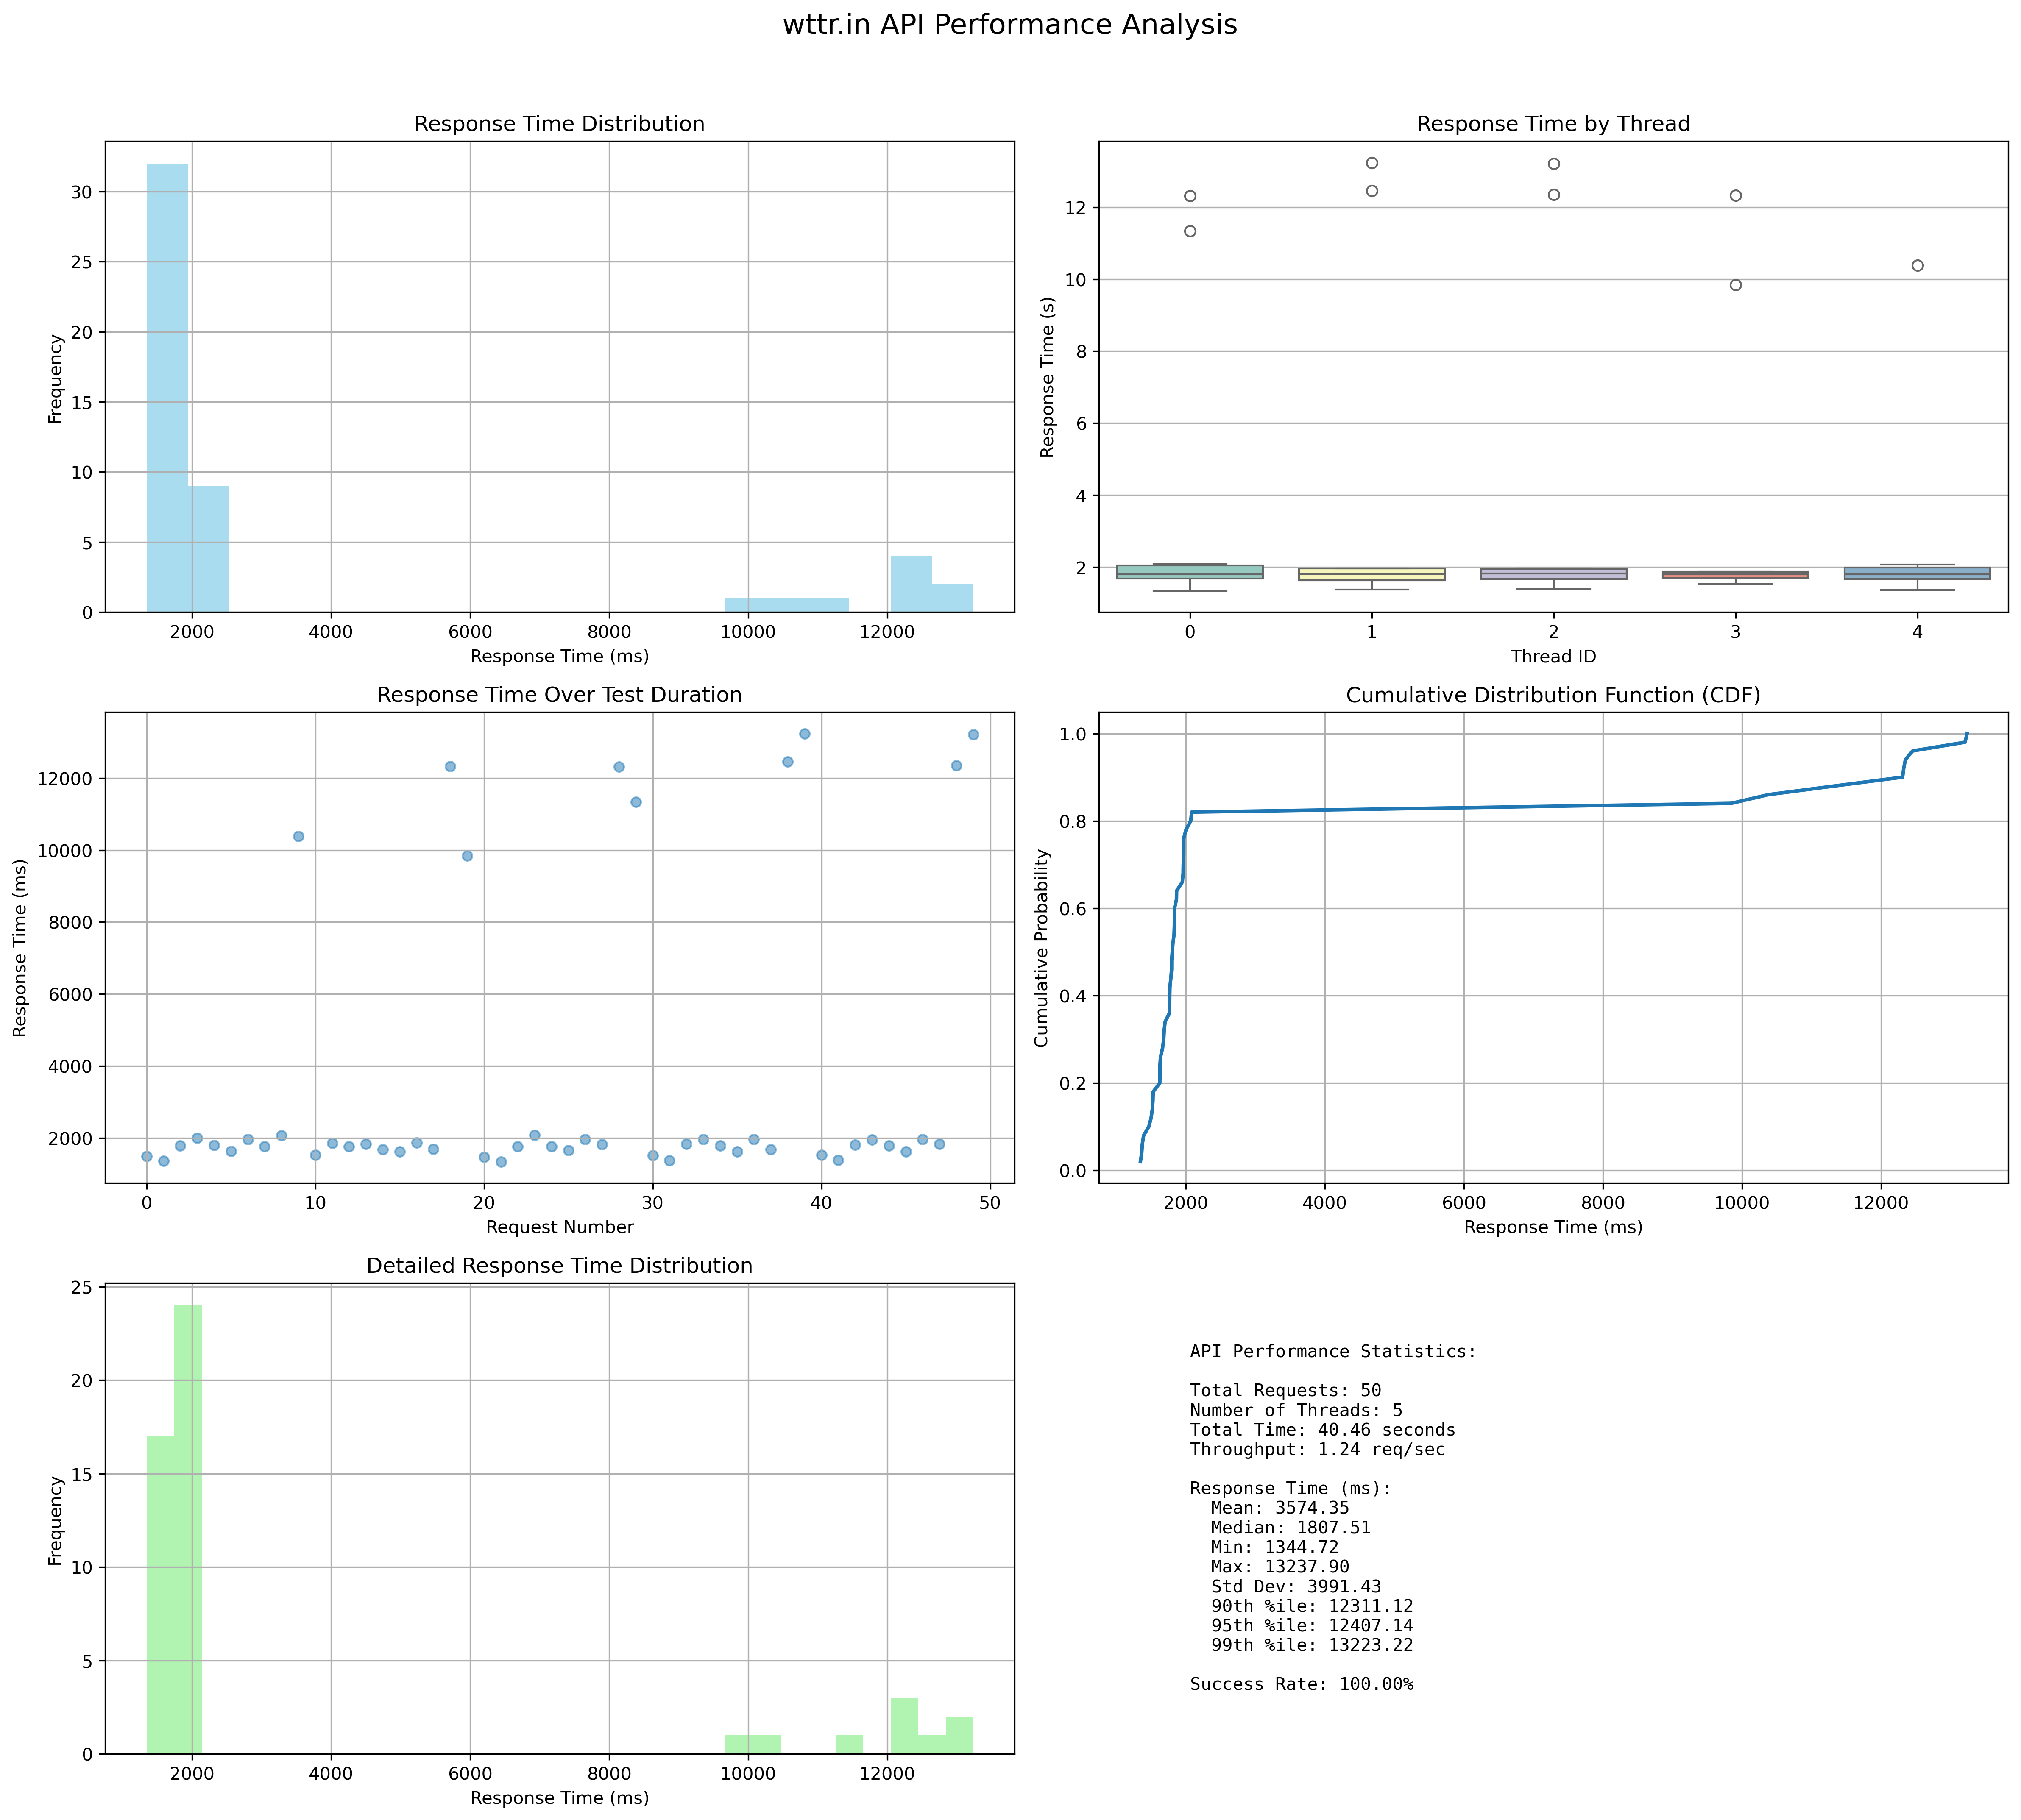 wttr.in API Performance Analysis
Response Time Distribution
Frequency
30
25
20
15
10
5
0
2000 4000 6000 8000 10000 12000
Response Time (ms)
Response Time by Thread
Response Time (s)
12
10
8
6
4
2
0 1 2 3 4
Thread ID
Response Time Over Test Duration
Response Time (ms)
12000
10000
8000
6000
4000
2000
0 10 20 30 40 50
Request Number
Cumulative Distribution Function (CDF)
Cumulative Probability
1.0
0.8
0.6
0.4
0.2
0.0
2000 4000 6000 8000 10000 12000
Response Time (ms)
Detailed Response Time Distribution
Frequency
25
20
15
10
5
0
2000 4000 6000 8000 10000 12000
Response Time (ms)
API Performance Statistics:
Total Requests: 50
Number of Threads: 5
Total Time: 40.46 seconds
Throughput: 1.24 req/sec
Response Time (ms):
Mean: 3574.35
Median: 1807.51
Min: 1344.72
Max: 13237.90
Std Dev: 3991.43
90th %ile: 12311.12
95th %ile: 12407.14
99th %ile: 13223.22
Success Rate: 100.00%